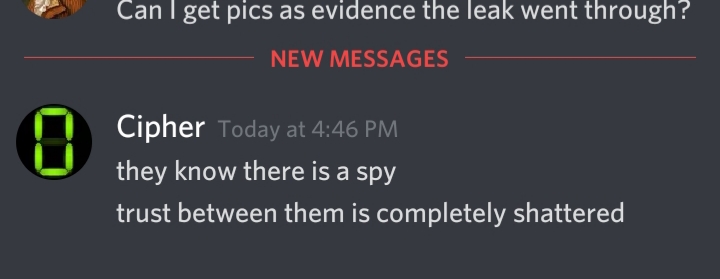 Can I get pics as evidence the leak went through?
NEW MESSAGES
Cipher Today at 4:46 PM
they know there is a spy
trust between them is completely shattered